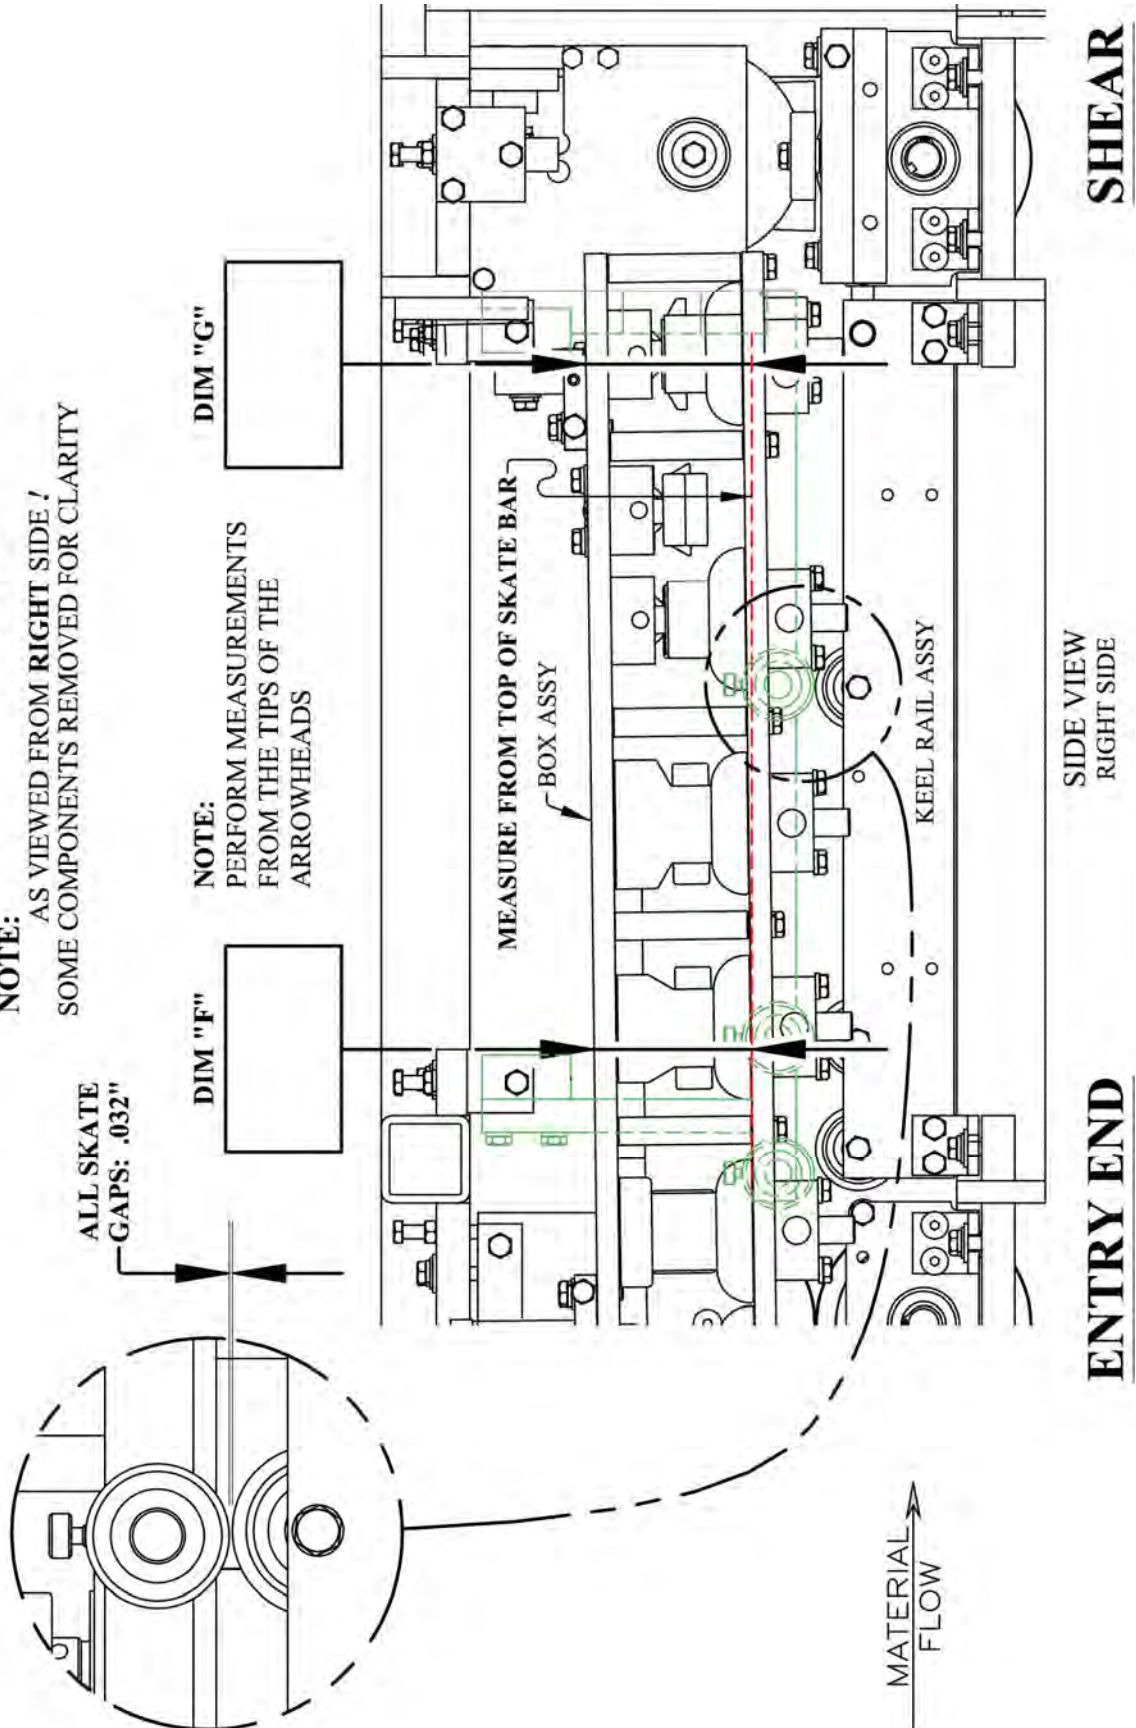 NOTE:
AS VIEWED FROM RIGHT SIDE !
SOME COMPONENTS REMOVED FOR CLARITY
ALL SKATE
GAPS: .032"
DIM "F"
NOTE:
PERFORM MEASUREMENTS
FROM THE TIPS OF THE
ARROWHEADS
DIM "G"
MEASURE FROM TOP OF SKATE BAR
BOX ASSY
KEEL RAIL ASSY
MATERIAL
FLOW
SIDE VIEW
RIGHT SIDE
ENTRY END
SHEAR